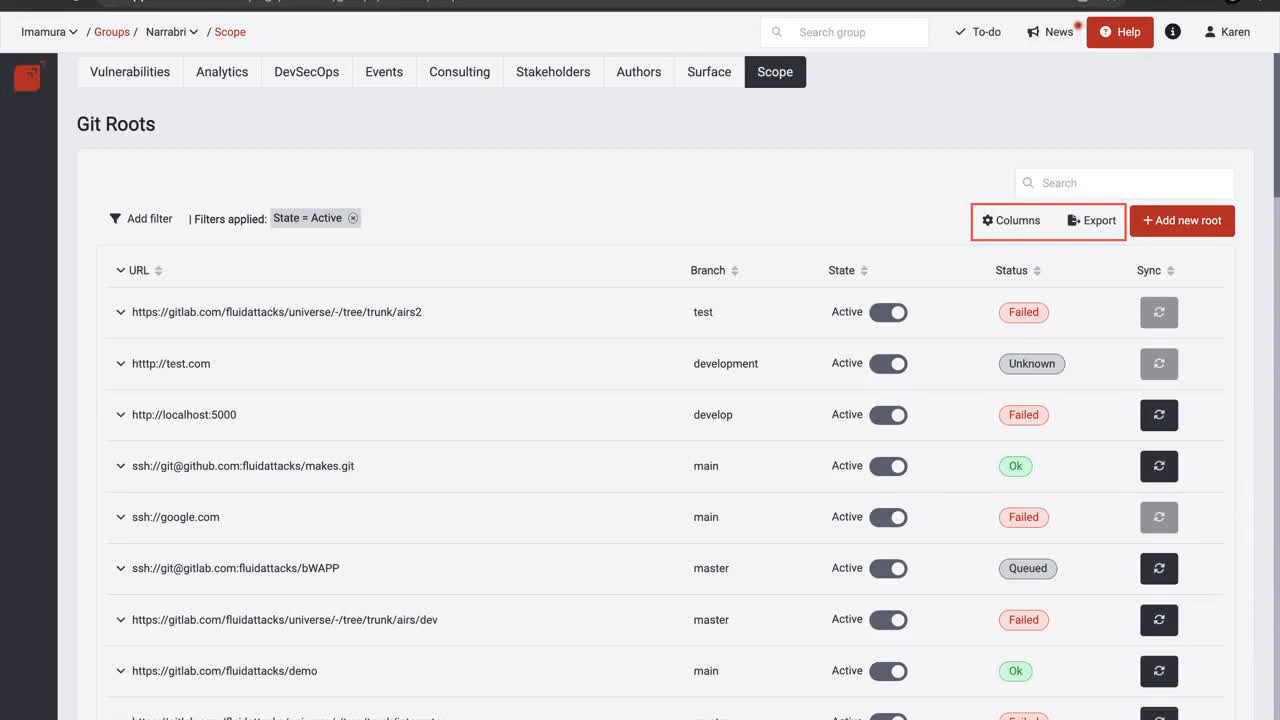 Imamura / Groups / Narrabri / Scope Search group To-do News Help Karen
Vulnerabilities Analytics DevSecOps Events Consulting Stakeholders Authors Surface Scope
Git Roots
Search
Add filter | Filters applied: State = Active Columns Export + Add new root
URL Branch State Status Sync
https://gitlab.com/fluidattacks/universe/-/tree/trunk/airs2 test Active Failed
htttp://test.com development Active Unknown
http://localhost:5000 develop Active Failed
ssh://git@github.com:fluidattacks/makes.git main Active Ok
ssh://google.com main Active Failed
ssh://git@gitlab.com:fluidattacks/bWAPP master Active Queued
https://gitlab.com/fluidattacks/universe/-/tree/trunk/airs/dev master Active Failed
https://gitlab.com/fluidattacks/demo main Active Ok